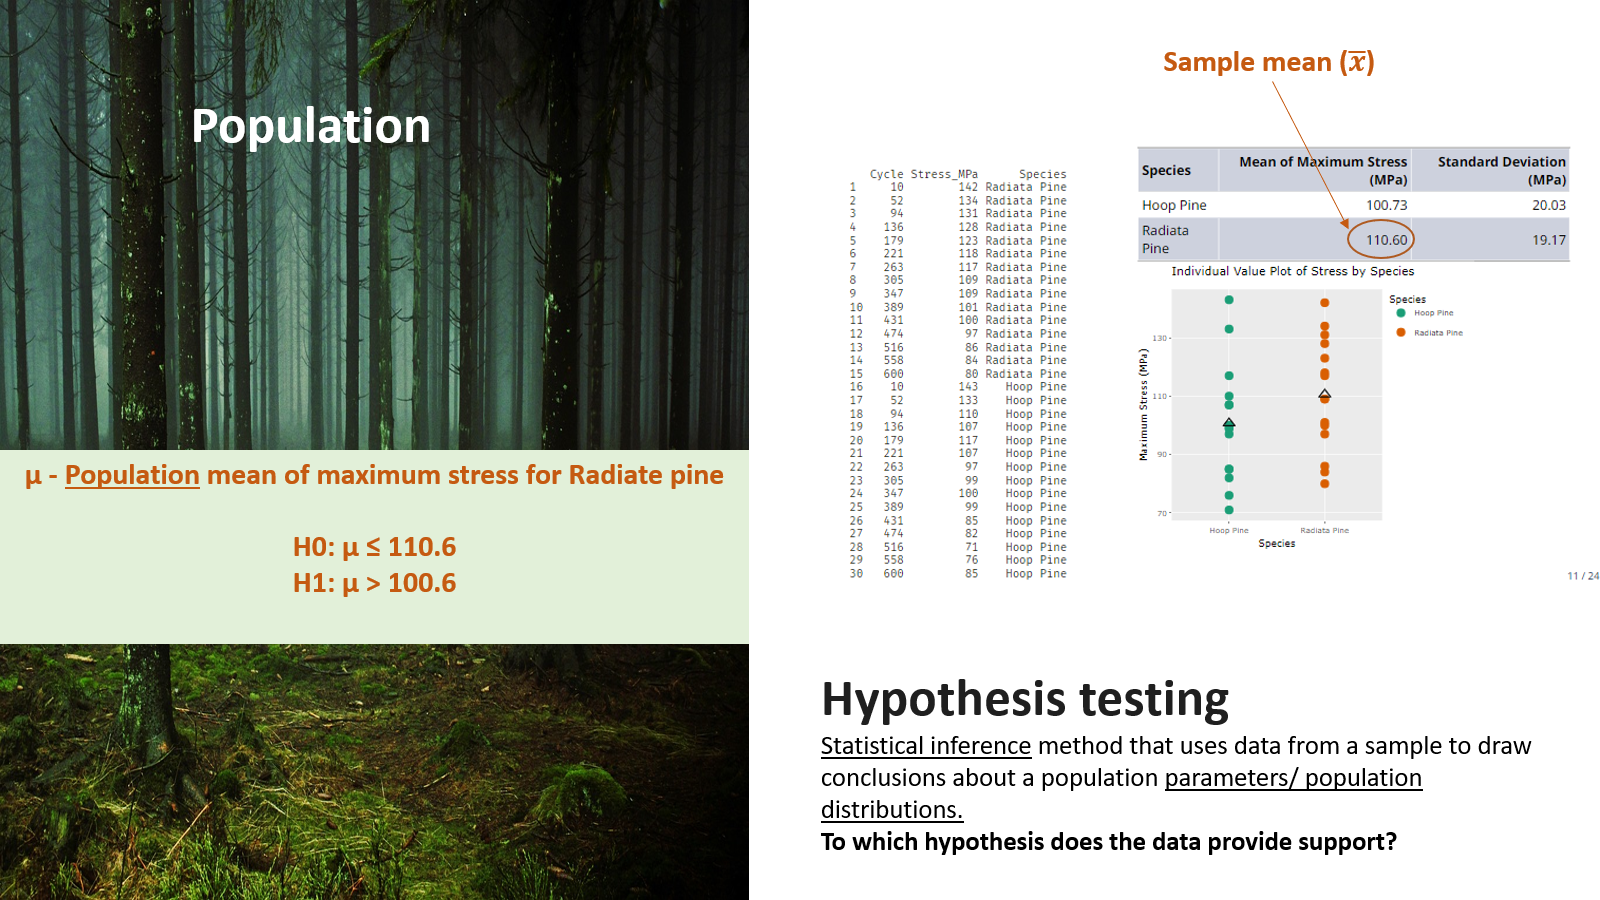 Population
μ - Population mean of maximum stress for Radiate pine
H0: μ ≤ 110.6
H1: μ > 100.6
Sample mean (x̅)
Cycle Stress_MPa Species
1 10 142 Radiata Pine
2 52 134 Radiata Pine
3 94 131 Radiata Pine
4 136 128 Radiata Pine
5 179 123 Radiata Pine
6 221 118 Radiata Pine
7 263 117 Radiata Pine
8 305 109 Radiata Pine
9 347 109 Radiata Pine
10 389 101 Radiata Pine
11 431 100 Radiata Pine
12 474 97 Radiata Pine
13 516 86 Radiata Pine
14 558 84 Radiata Pine
15 600 80 Radiata Pine
16 10 143 Hoop Pine
17 52 133 Hoop Pine
18 94 110 Hoop Pine
19 136 107 Hoop Pine
20 179 117 Hoop Pine
21 221 107 Hoop Pine
22 263 97 Hoop Pine
23 305 99 Hoop Pine
24 347 100 Hoop Pine
25 389 99 Hoop Pine
26 431 85 Hoop Pine
27 474 82 Hoop Pine
28 516 71 Hoop Pine
29 558 76 Hoop Pine
30 600 85 Hoop Pine
Species Mean of Maximum Stress (MPa) Standard Deviation (MPa)
Hoop Pine 100.73 20.03
Radiata Pine 110.60 19.17
Individual Value Plot of Stress by Species
Maximum Stress (MPa)
130
110
90
70
Hoop Pine Radiata Pine
Species
Species
Hoop Pine
Radiata Pine
11 / 24
Hypothesis testing
Statistical inference method that uses data from a sample to draw
conclusions about a population parameters/ population
distributions.
To which hypothesis does the data provide support?